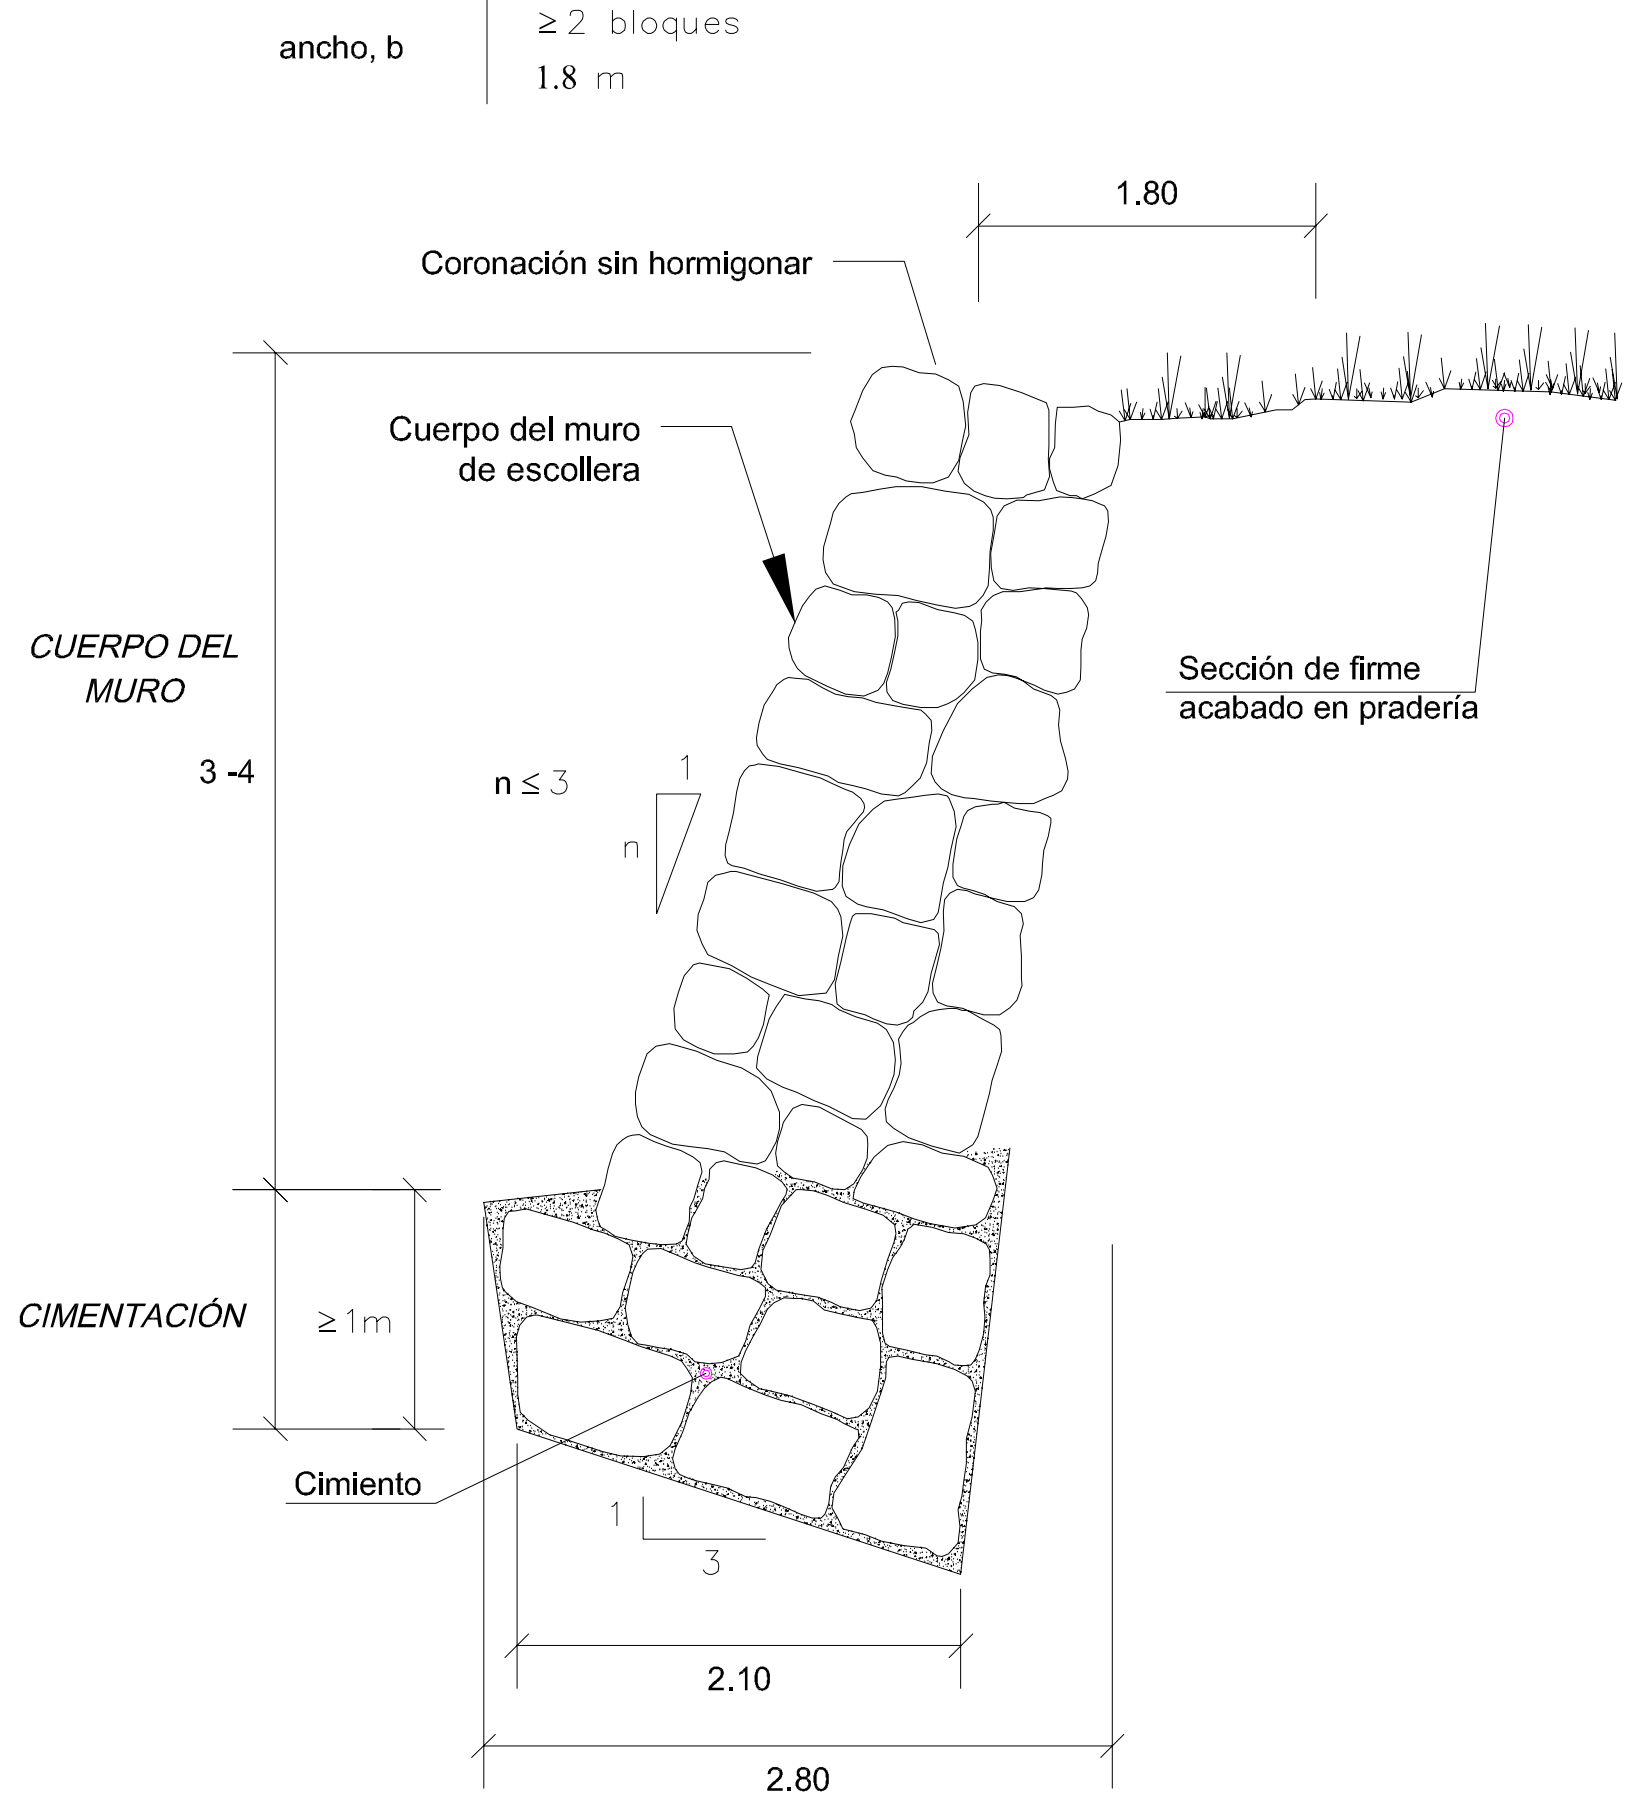 ≥2 bloques
ancho, b
1.8 m
1.80
Coronación sin hormigonar
Cuerpo del muro
de escollera
CUERPO DEL
MURO
Sección de firme
acabado en pradería
3 -4
n ≤ 3
1
n
CIMENTACIÓN
≥1m
Cimiento
1
3
2.10
2.80